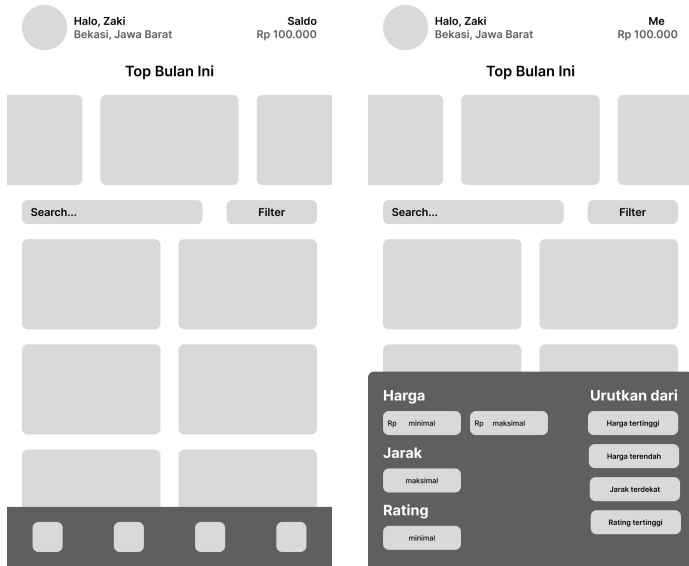 Halo, Zaki
Bekasi, Jawa Barat
Saldo
Rp 100.000
Top Bulan Ini
Search...
Filter
Halo, Zaki
Bekasi, Jawa Barat
Me
Rp 100.000
Top Bulan Ini
Search...
Filter
Harga
Rp minimal
Rp maksimal
Jarak
maksimal
Rating
minimal
Urutkan dari
Harga tertinggi
Harga terendah
Jarak terdekat
Rating tertinggi